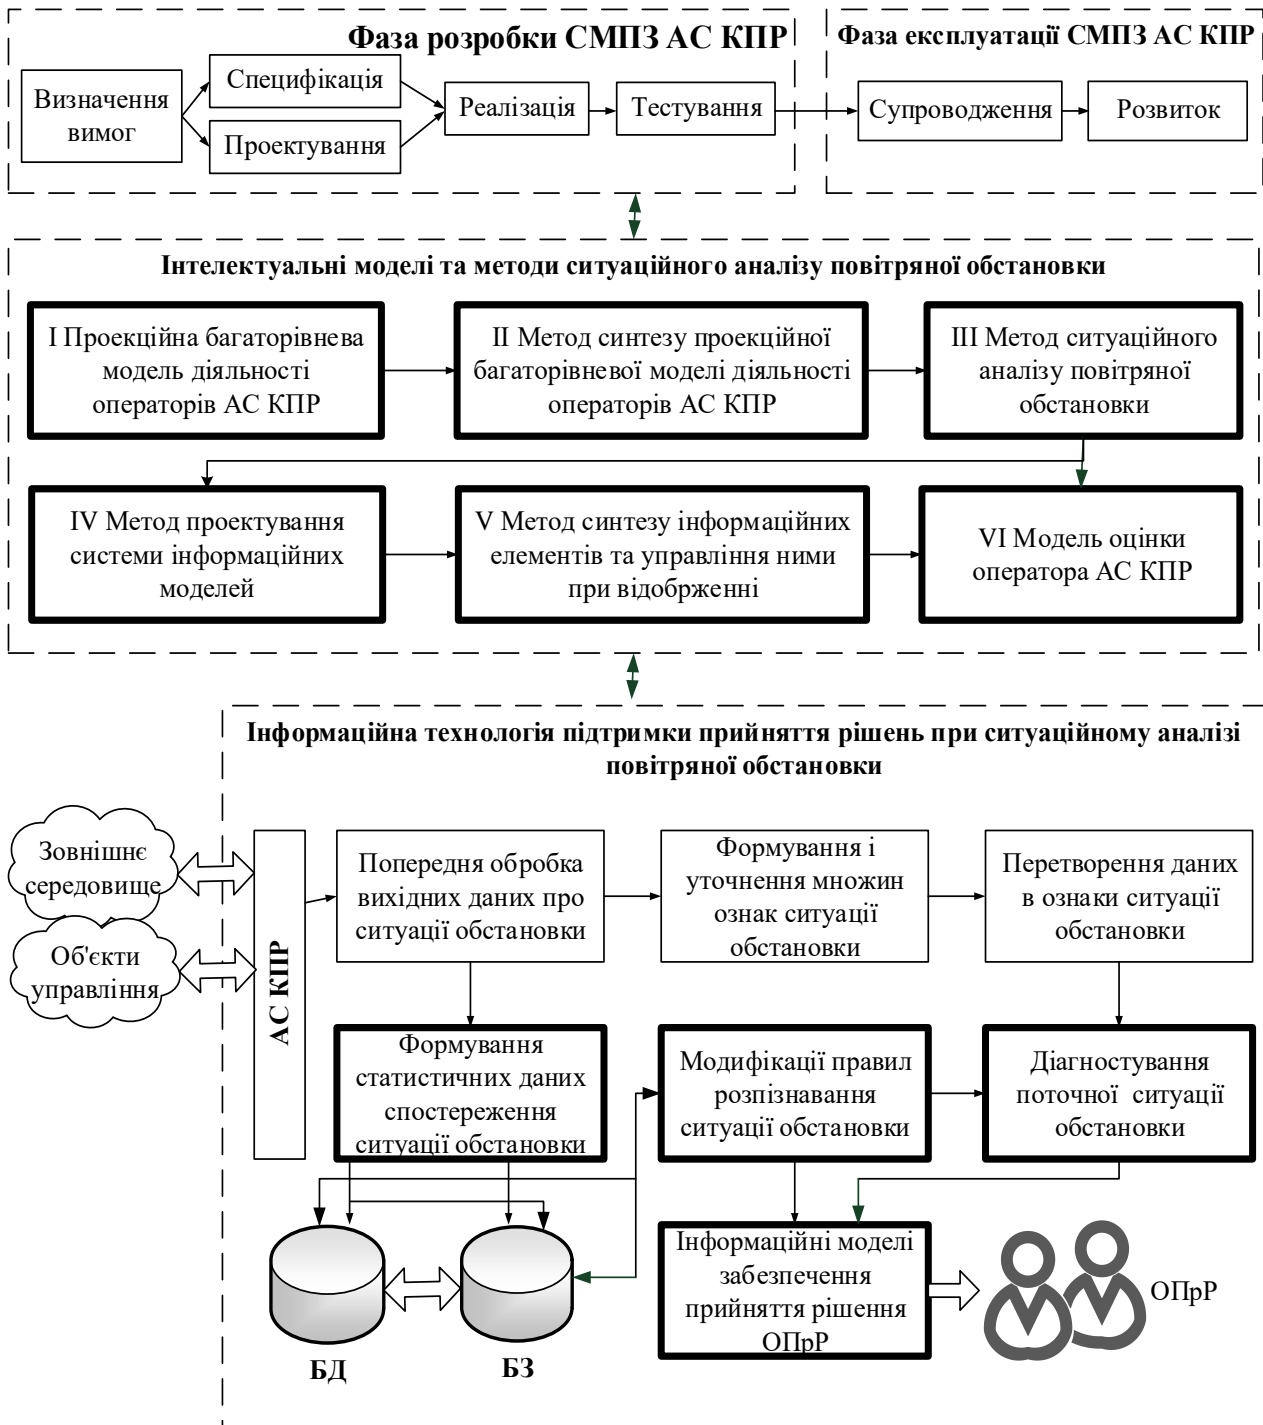 Фаза розробки СМПЗ АС КПР
Визначення
вимог
Специфікація
Проектування
Реалізація
Тестування
Фаза експлуатації СМПЗ АС КПР
Супроводження
Розвиток
Інтелектуальні моделі та методи ситуаційного аналізу повітряної обстановки
I Проекційна багаторівнева
модель діяльності
операторів АС КПР
II Метод синтезу проекційної
багаторівневої моделі діяльності
операторів АС КПР
III Метод ситуаційного
аналізу повітряної
обстановки
IV Метод проектування
системи інформаційних
моделей
V Метод синтезу інформаційних
елементів та управління ними
при відобрженні
VI Модель оцінки
оператора АС КПР
Інформаційна технологія підтримки прийняття рішень при ситуаційному аналізі
повітряної обстановки
Зовнішнє
середовище
Об'єкти
управління
АС КПР
Попередня обробка
вихідних даних про
ситуації обстановки
Формування і
уточнення множин
ознак ситуації
обстановки
Перетворення даних
в ознаки ситуації
обстановки
Формування
статистичних даних
спостереження
ситуації обстановки
Модифікації правил
розпізнавання
ситуації обстановки
Діагностування
поточної ситуації
обстановки
Інформаційні моделі
забезпечення
прийняття рішення
ОПрР
ОПрР
БД
БЗ